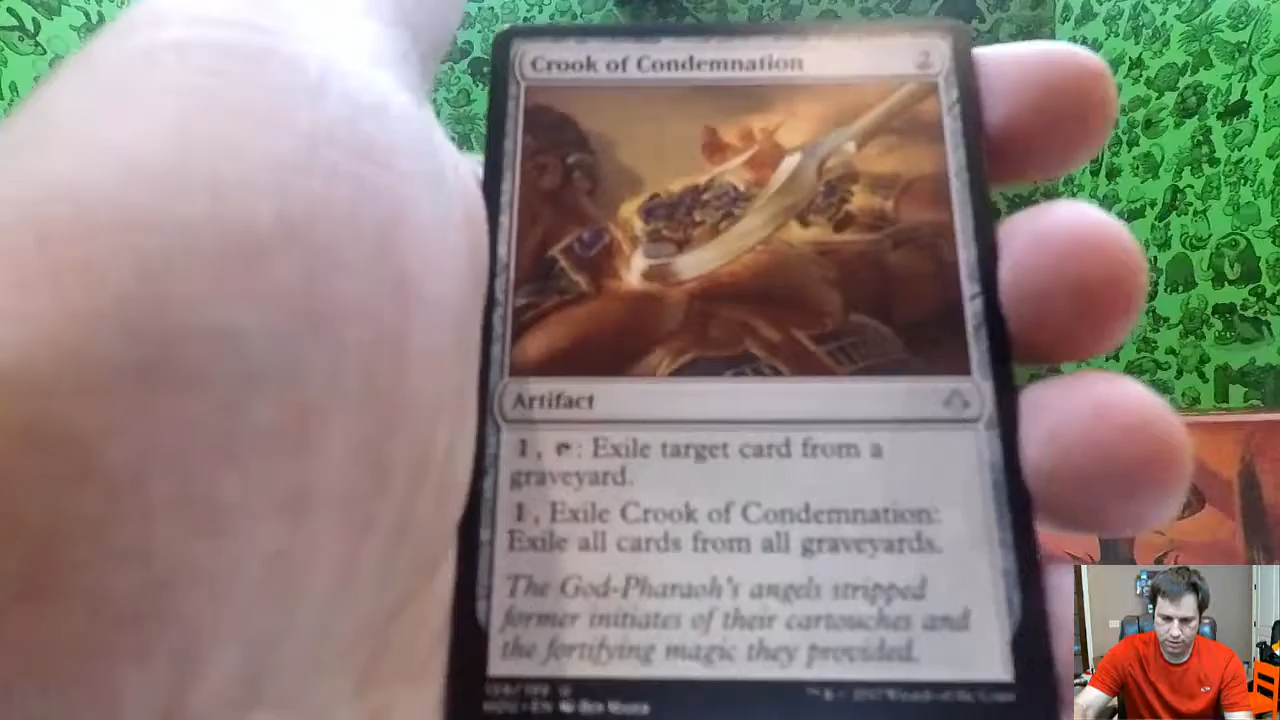 Crook of Condemnation 2
Artifact
1, T: Exile target card from a
graveyard.
1, Exile Crook of Condemnation:
Exile all cards from all graveyards.
The God-Pharaoh's angels stripped
former initiates of their cartouches and
the fortifying magic they provided.